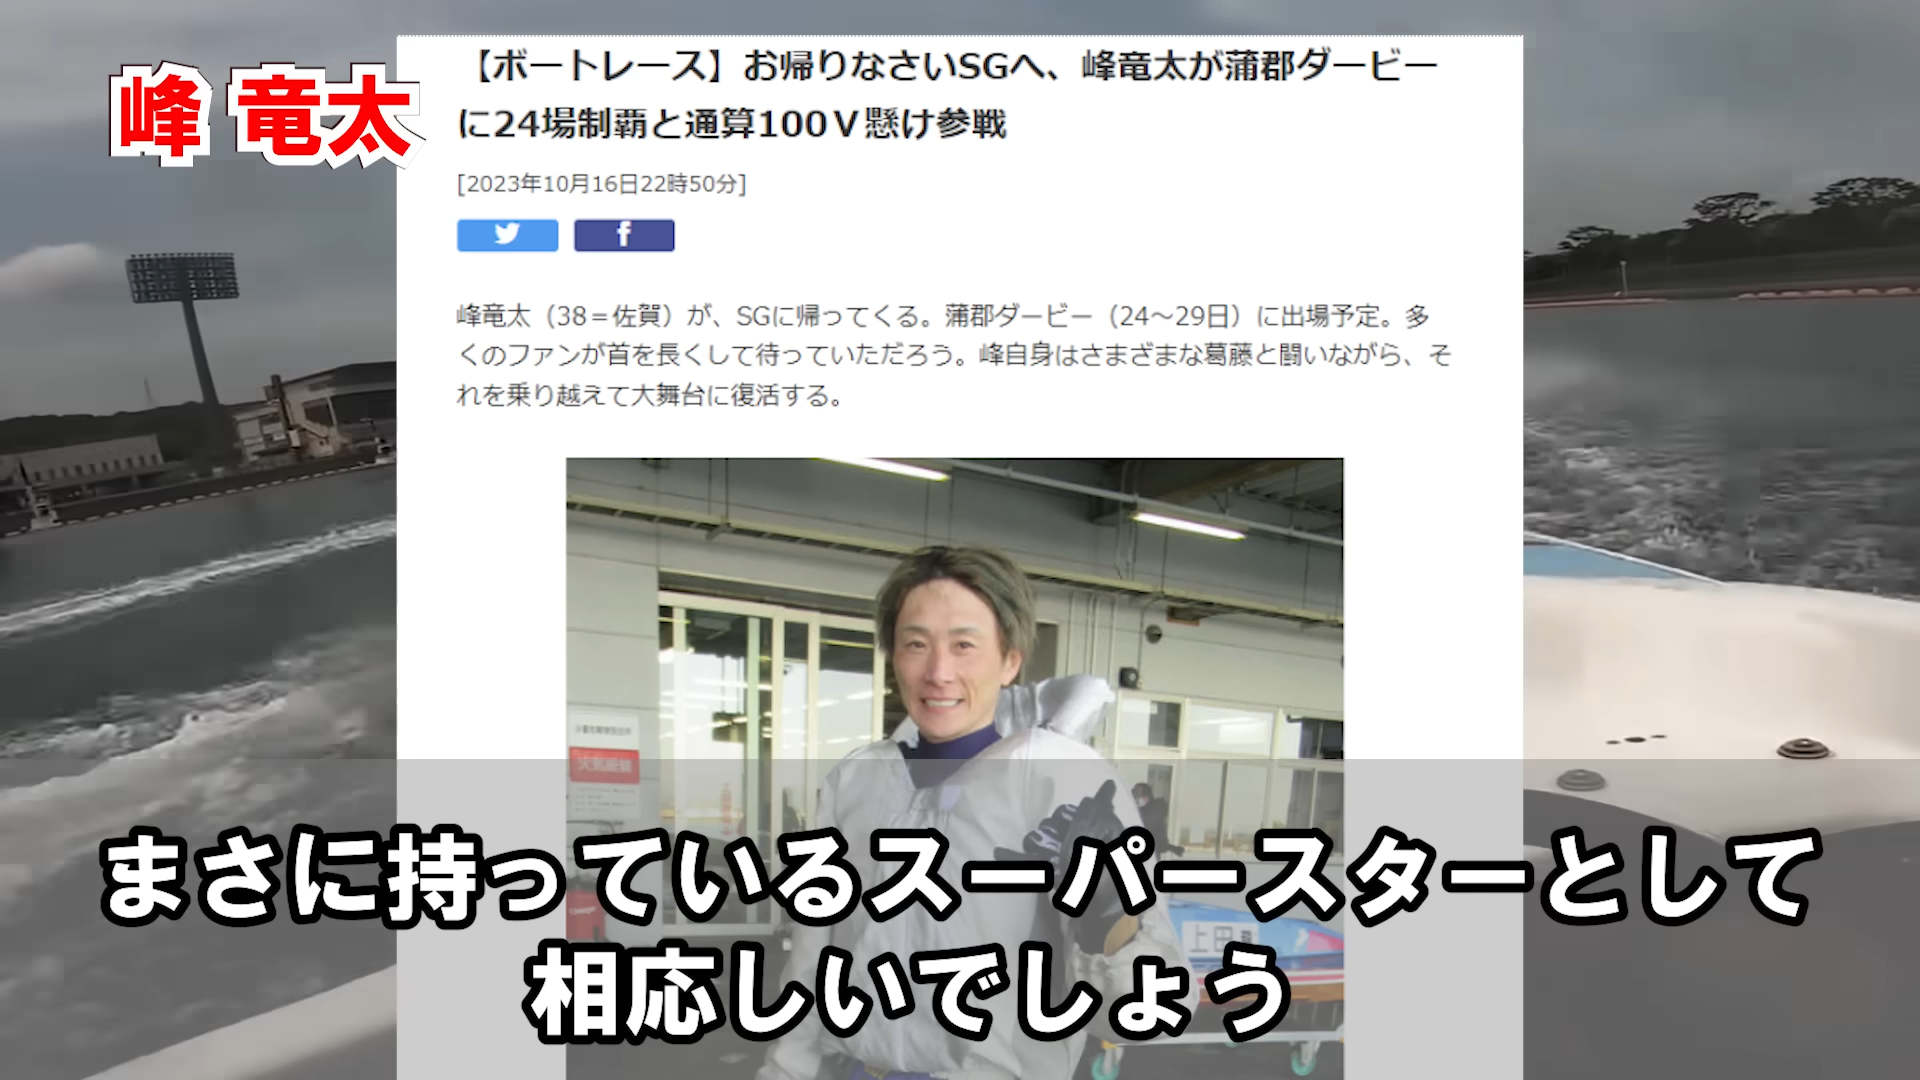 峰 竜太
【ボートレース】お帰りなさいSGへ、峰竜太が蒲郡ダービー
に24場制覇と通算100Ｖ懸け参戦
[2023年10月16日22時50分]
峰竜太（38＝佐賀）が、SGに帰ってくる。蒲郡ダービー（24～29日）に出場予定。多
くのファンが首を長くして待っていただろう。峰自身はさまざまな葛藤と闘いながら、そ
れを乗り越えて大舞台に復活する。
火気厳禁
上田
まさに持っているスーパースターとして
相応しいでしょう